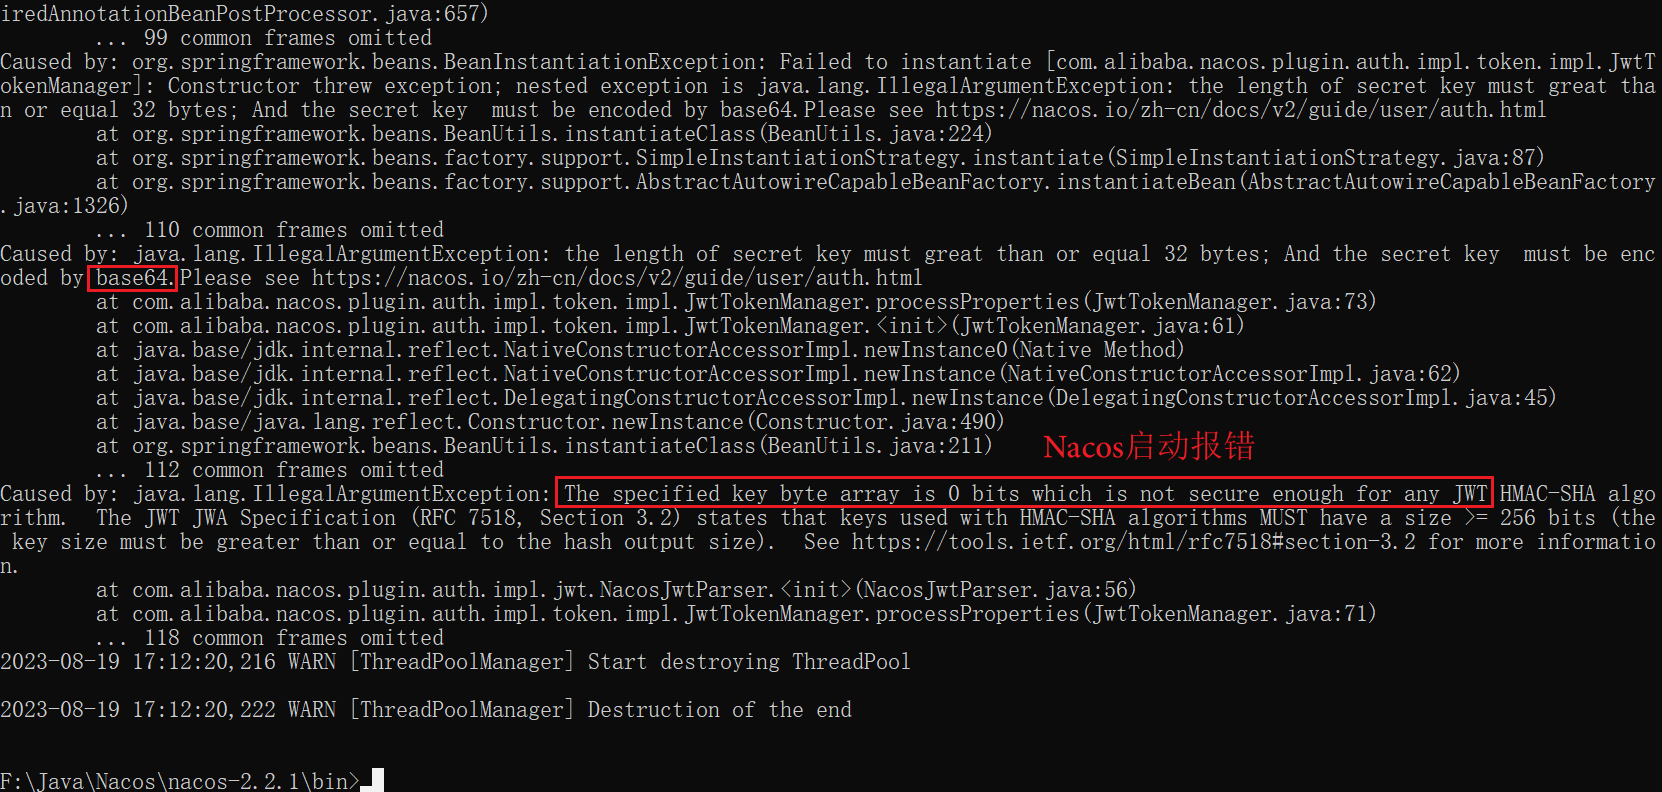 iredAnnotationBeanPostProcessor.java:657)
... 99 common frames omitted
Caused by: org.springframework.beans.BeanInstantiationException: Failed to instantiate [com.alibaba.nacos.plugin.auth.impl.token.impl.JwtT
okenManager]: Constructor threw exception; nested exception is java.lang.IllegalArgumentException: the length of secret key must great tha
n or equal 32 bytes; And the secret key  must be encoded by base64.Please see https://nacos.io/zh-cn/docs/v2/guide/user/auth.html
at org.springframework.beans.BeanUtils.instantiateClass(BeanUtils.java:224)
at org.springframework.beans.factory.support.SimpleInstantiationStrategy.instantiate(SimpleInstantiationStrategy.java:87)
at org.springframework.beans.factory.support.AbstractAutowireCapableBeanFactory.instantiateBean(AbstractAutowireCapableBeanFactory
.java:1326)
... 110 common frames omitted
Caused by: java.lang.IllegalArgumentException: the length of secret key must great than or equal 32 bytes; And the secret key  must be enc
oded by base64.Please see https://nacos.io/zh-cn/docs/v2/guide/user/auth.html
at com.alibaba.nacos.plugin.auth.impl.token.impl.JwtTokenManager.processProperties(JwtTokenManager.java:73)
at com.alibaba.nacos.plugin.auth.impl.token.impl.JwtTokenManager.<init>(JwtTokenManager.java:61)
at java.base/jdk.internal.reflect.NativeConstructorAccessorImpl.newInstance0(Native Method)
at java.base/jdk.internal.reflect.NativeConstructorAccessorImpl.newInstance(NativeConstructorAccessorImpl.java:62)
at java.base/jdk.internal.reflect.DelegatingConstructorAccessorImpl.newInstance(DelegatingConstructorAccessorImpl.java:45)
at java.base/java.lang.reflect.Constructor.newInstance(Constructor.java:490)
at org.springframework.beans.BeanUtils.instantiateClass(BeanUtils.java:211)
Nacos启动报错
... 112 common frames omitted
Caused by: java.lang.IllegalArgumentException: The specified key byte array is 0 bits which is not secure enough for any JWT HMAC-SHA algo
rithm.  The JWT JWA Specification (RFC 7518, Section 3.2) states that keys used with HMAC-SHA algorithms MUST have a size >= 256 bits (the
key size must be greater than or equal to the hash output size).  See https://tools.ietf.org/html/rfc7518#section-3.2 for more informatio
n.
at com.alibaba.nacos.plugin.auth.impl.jwt.NacosJwtParser.<init>(NacosJwtParser.java:56)
at com.alibaba.nacos.plugin.auth.impl.token.impl.JwtTokenManager.processProperties(JwtTokenManager.java:71)
... 118 common frames omitted
2023-08-19 17:12:20,216 WARN [ThreadPoolManager] Start destroying ThreadPool
2023-08-19 17:12:20,222 WARN [ThreadPoolManager] Destruction of the end
F:\Java\Nacos\nacos-2.2.1\bin>